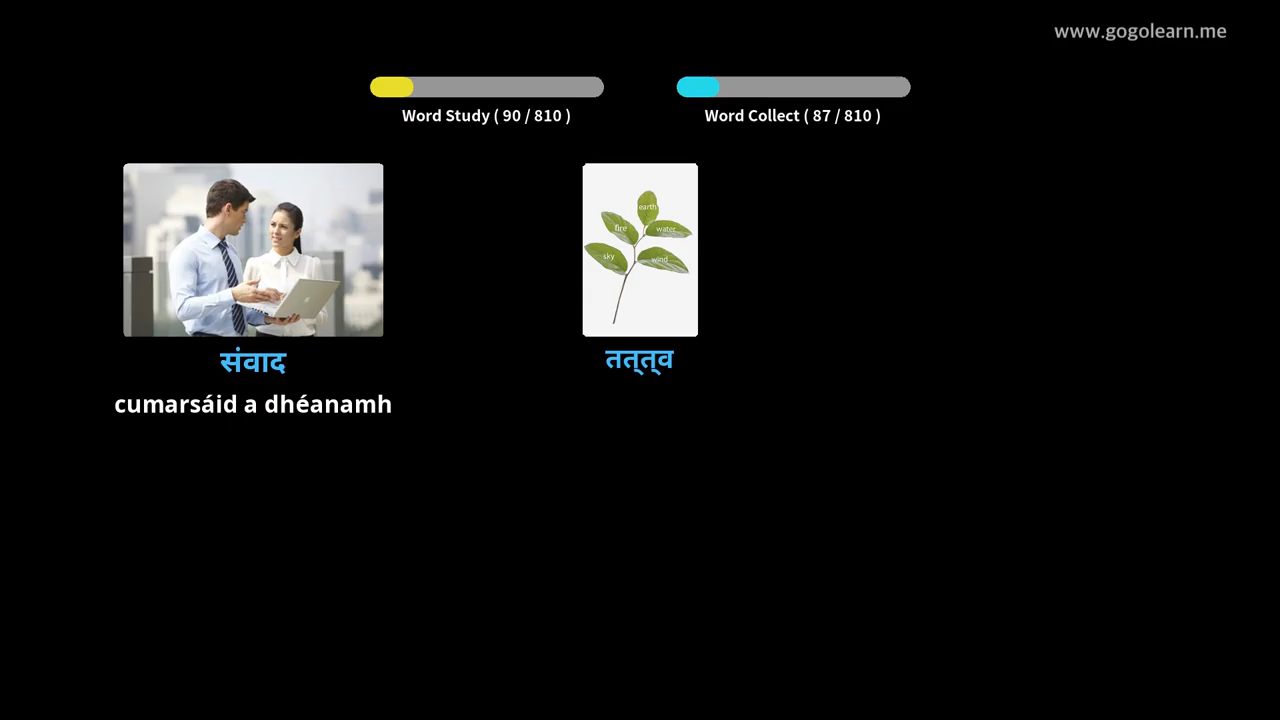 www.gogolearn.me
Word Study ( 90 / 810 )
Word Collect ( 87 / 810 )
earth
fire
water
sky
wind
संवाद
तत्त्व
cumarsáid a dhéanamh